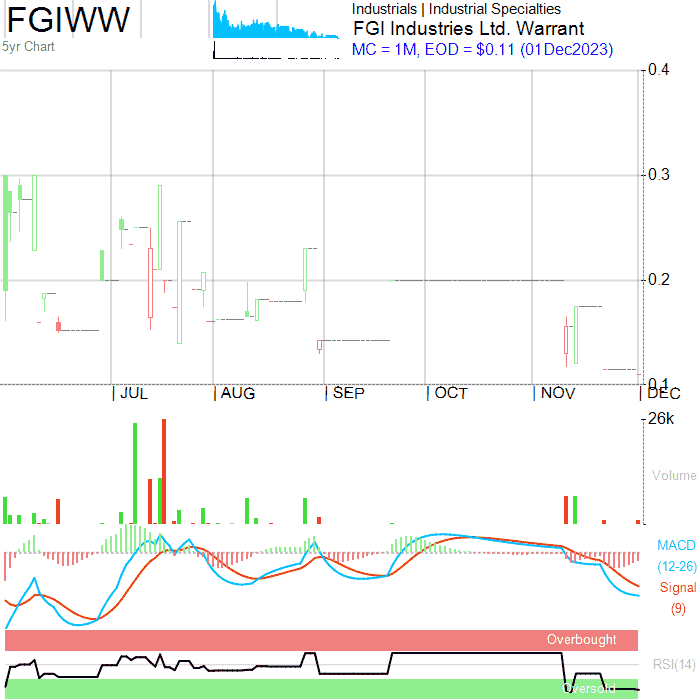 FGIWW
5yr Chart
Industrials | Industrial Specialties
FGI Industries Ltd. Warrant
MC = 1M, EOD = $0.11 (01Dec2023)
0.4
0.3
0.2
0.1
JUL
AUG
SEP
OCT
NOV
DEC
26k
Volume
MACD
(12-26)
Signal
(9)
Overbought
RSI(14)
Oversold